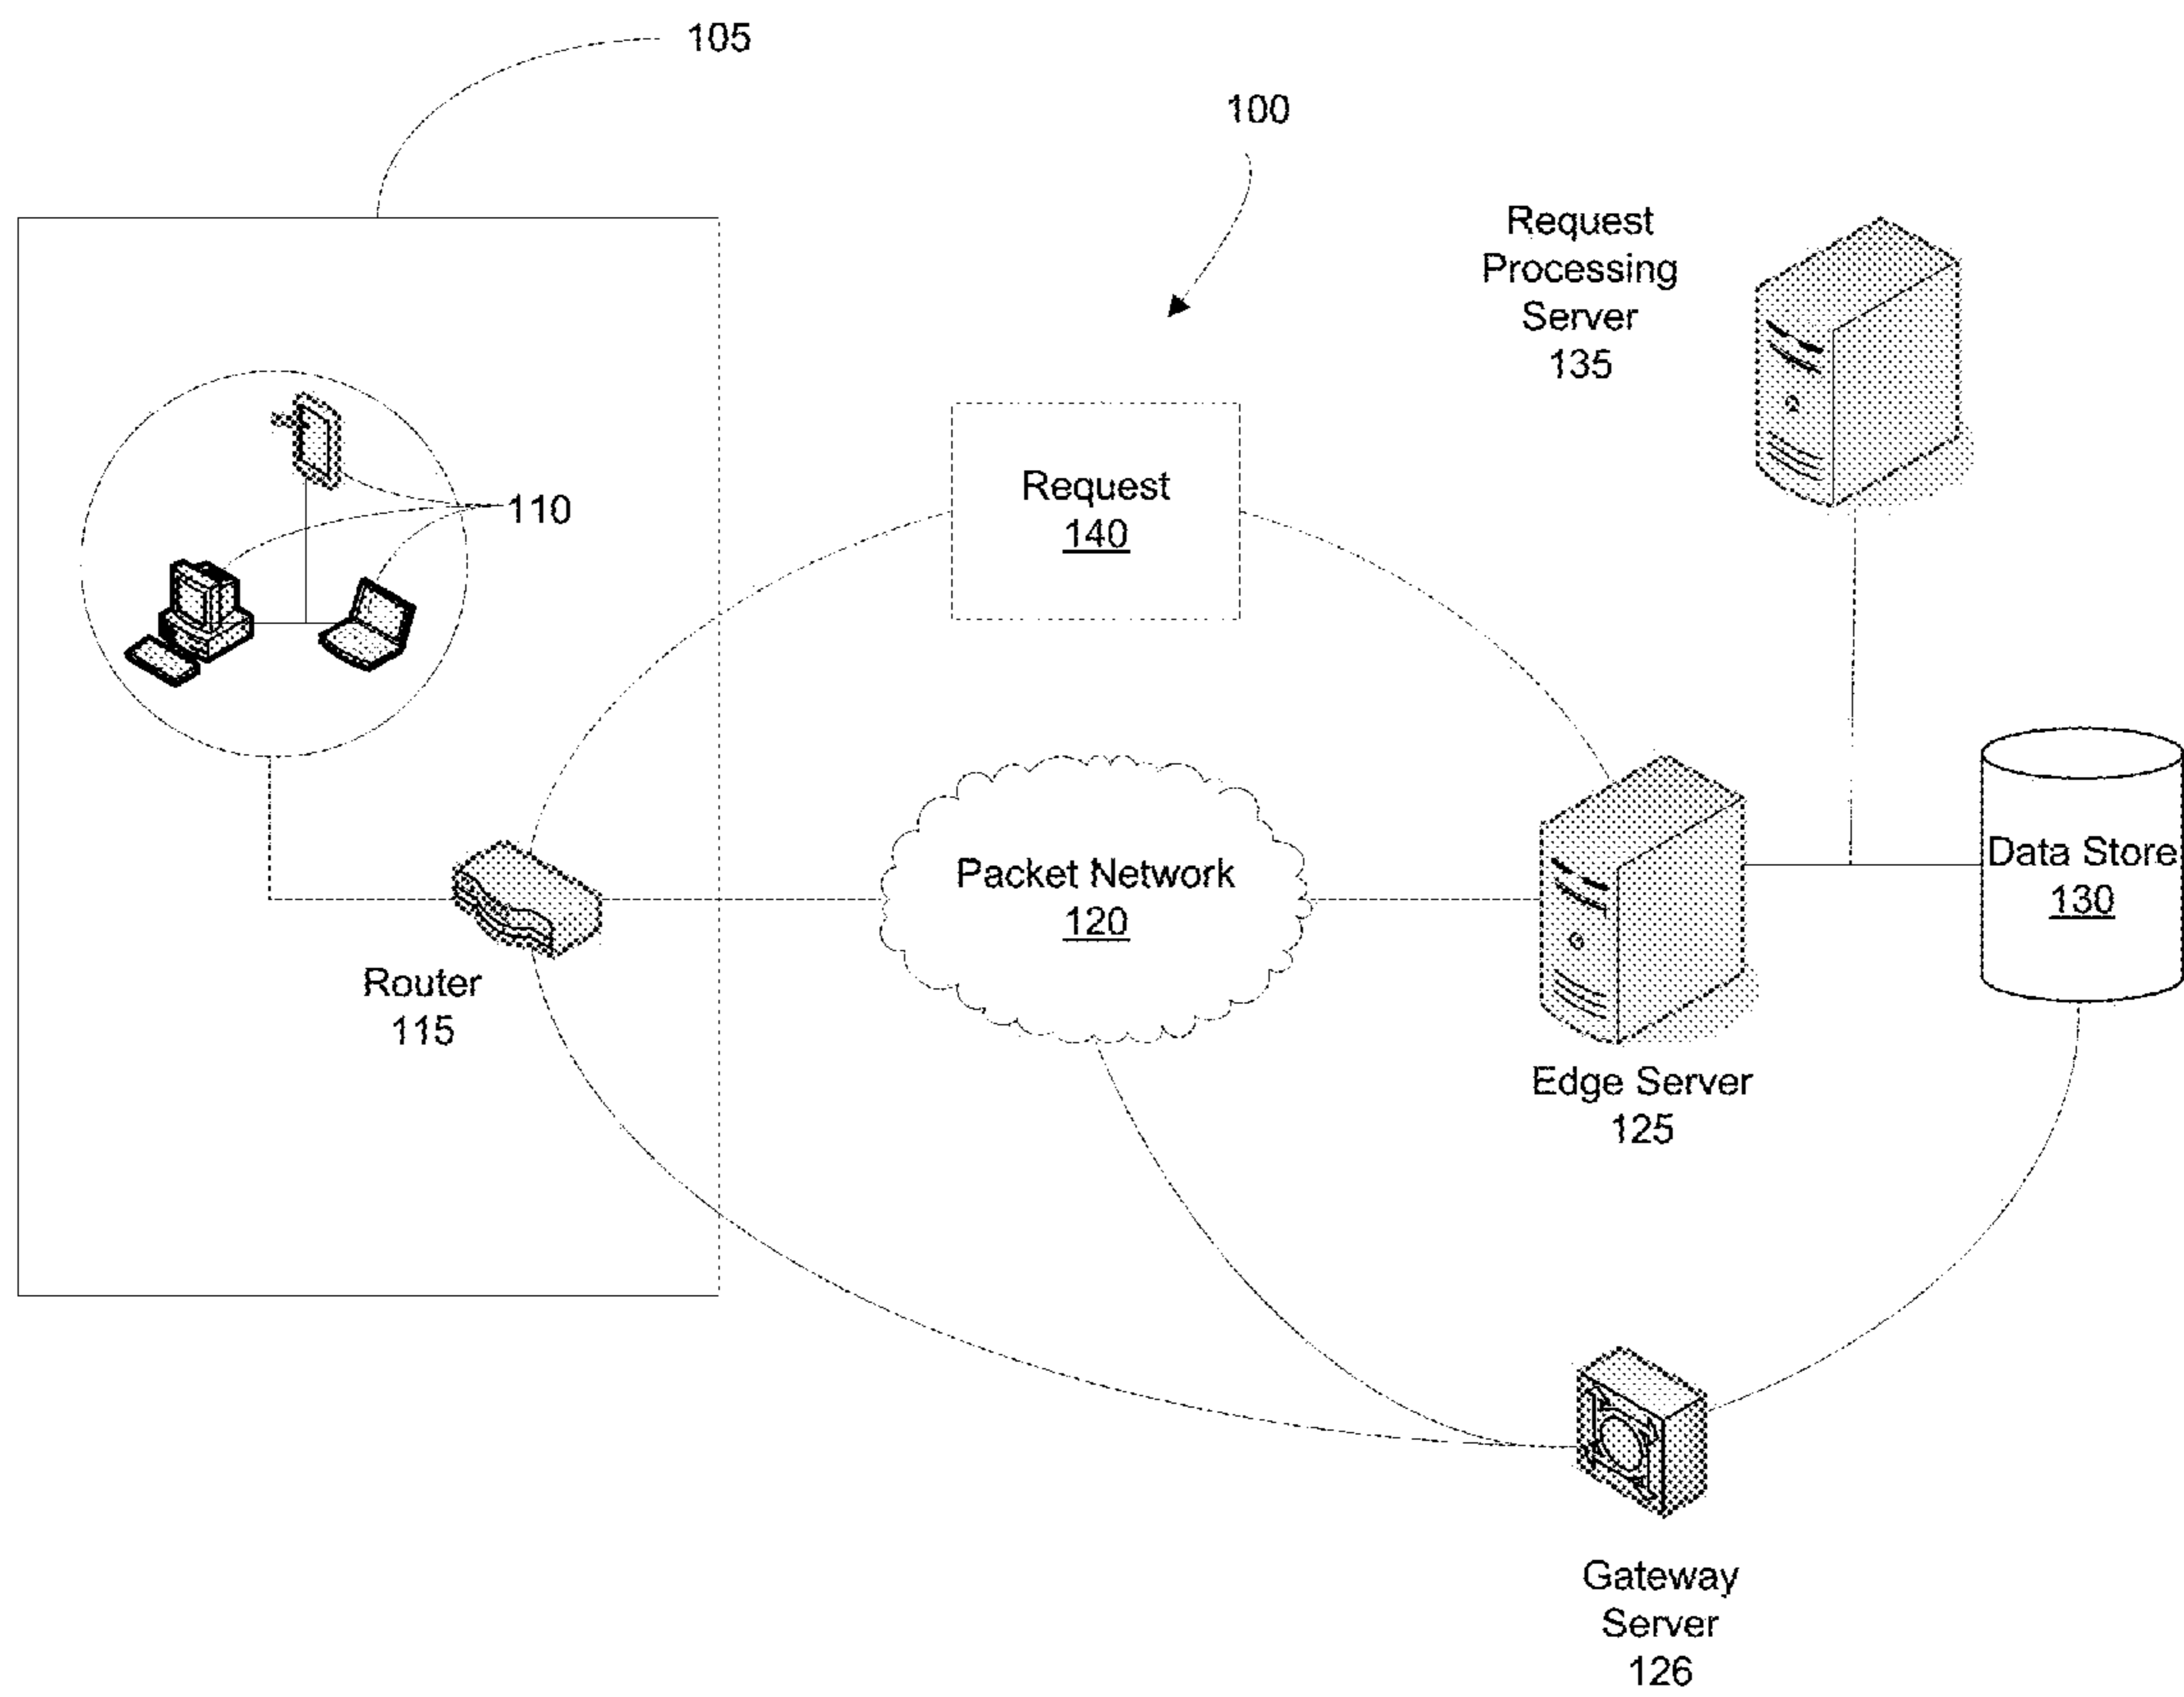 105
100
Request
Processing
Server
135
110
Request
140
Packet Network
120
Data Store
130
Router
115
Edge Server
125
Gateway
Server
126